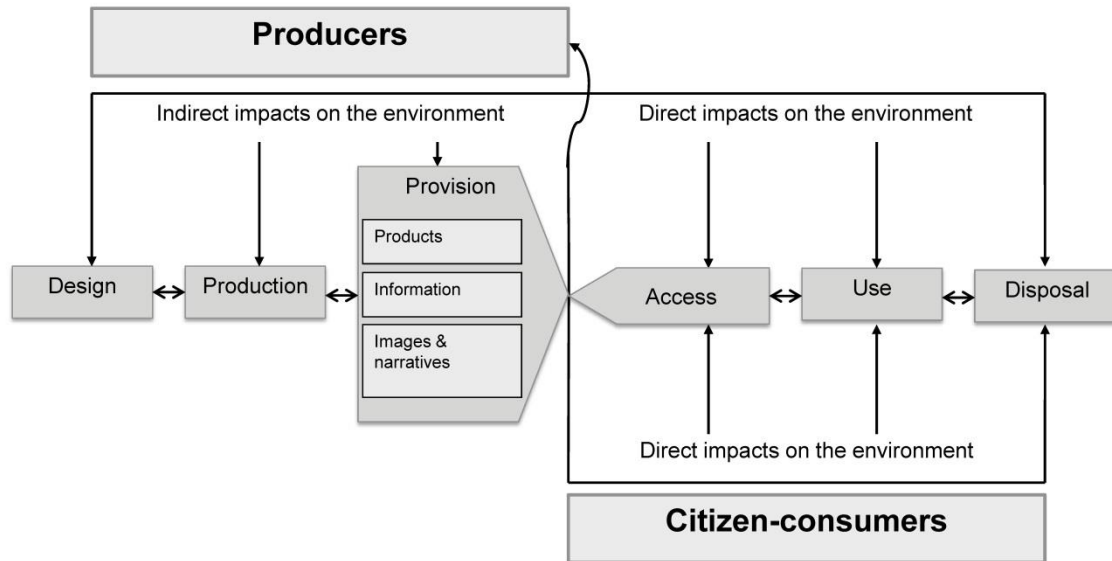 Producers
Indirect impacts on the environment
Direct impacts on the environment
Provision
Products
Information
Images &
narratives
Design
Production
Access
Use
Disposal
Direct impacts on the environment
Citizen-consumers